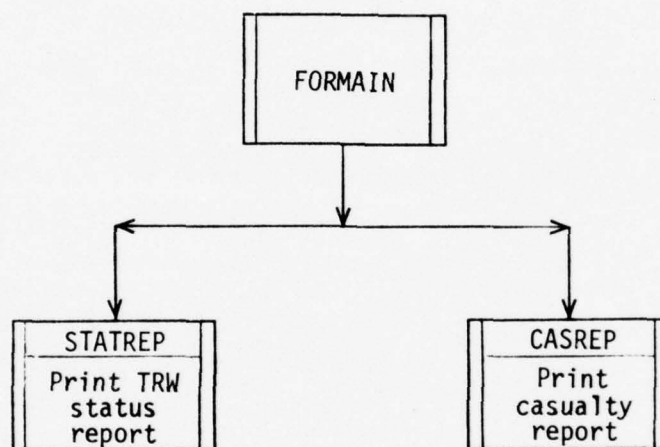 FORMAIN
STATREP
Print TRW
status
report
CASREP
Print
casualty
report